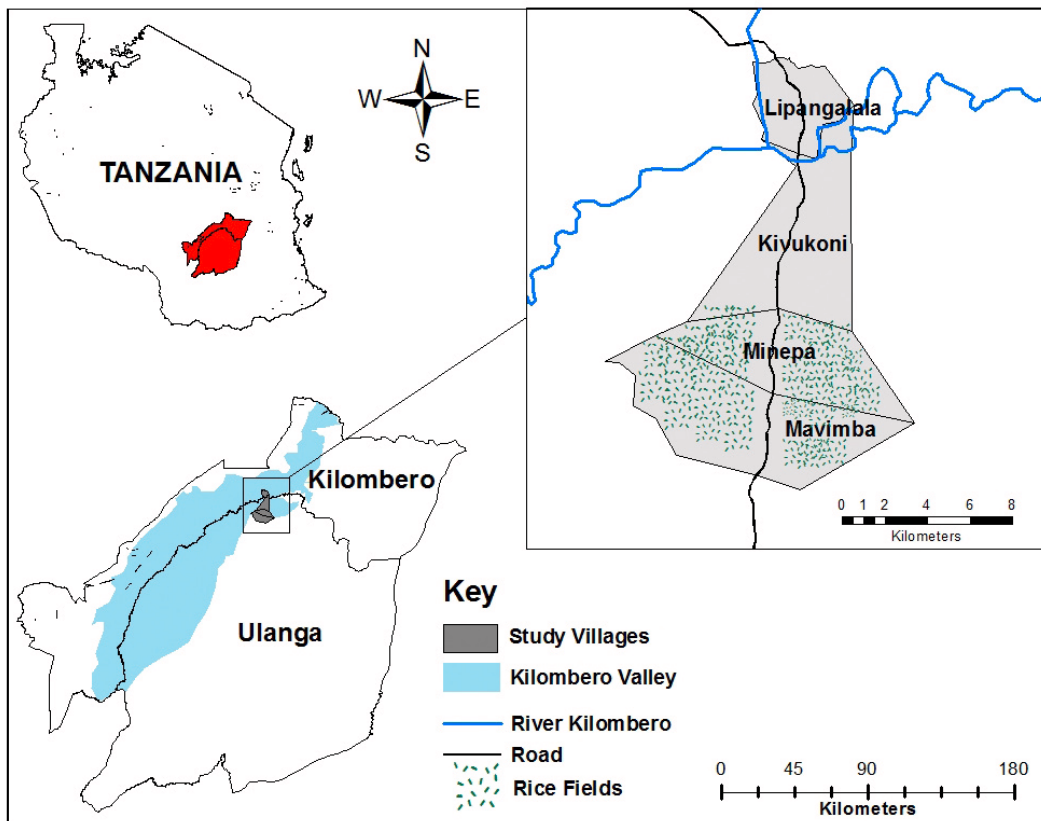 N
W E
S
TANZANIA
Lipangalala
Kivukoni
Minepa
Mavimba
0 1 2 4 6 8
Kilometers
Kilombero
Ulanga
Key
Study Villages
Kilombero Valley
River Kilombero
Road
Rice Fields
0 45 90 180
Kilometers